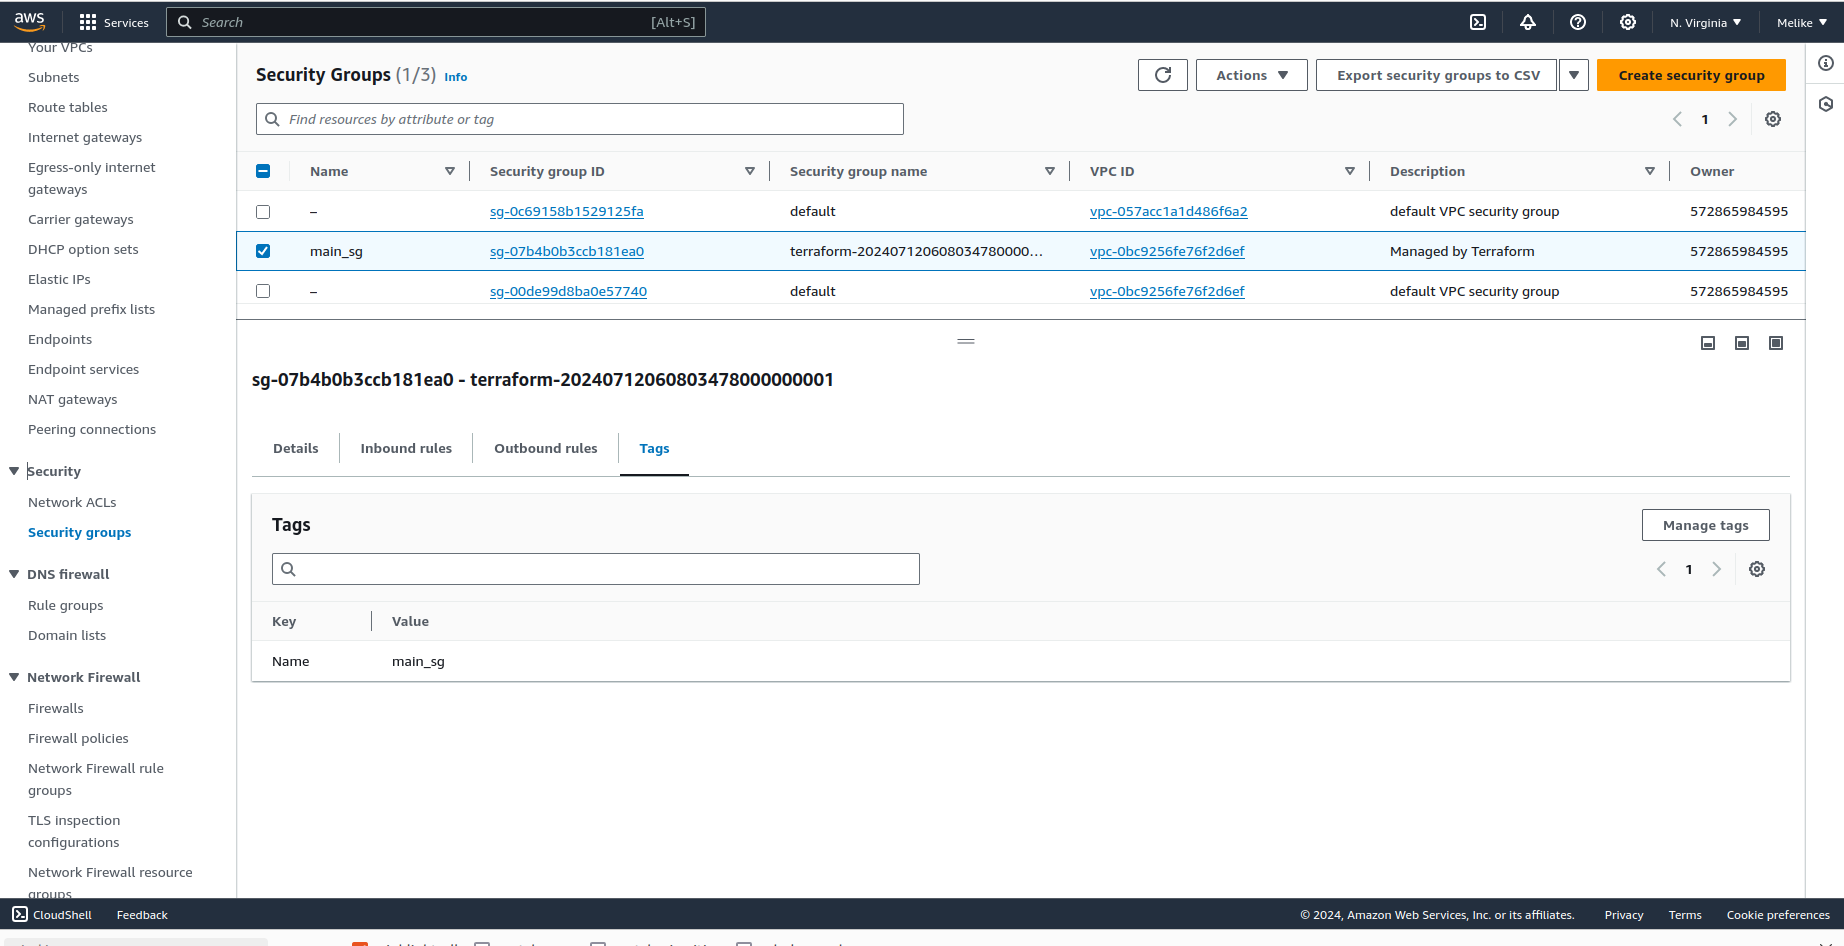 aws
Services
Search
[Alt+S]
N. Virginia
Melike
Your VPCs
Subnets
Route tables
Internet gateways
Egress-only internet
gateways
Carrier gateways
DHCP option sets
Elastic IPs
Managed prefix lists
Endpoints
Endpoint services
NAT gateways
Peering connections
Security
Network ACLs
Security groups
DNS firewall
Rule groups
Domain lists
Network Firewall
Firewalls
Firewall policies
Network Firewall rule
groups
TLS inspection
configurations
Network Firewall resource
groups
Security Groups (1/3) Info
Actions
Export security groups to CSV
Create security group
Find resources by attribute or tag
1
Name Security group ID Security group name VPC ID Description Owner
– sg-0c69158b1529125fa default vpc-057acc1a1d486f6a2 default VPC security group 572865984595
main_sg sg-07b4b0b3ccb181ea0 terraform-202407120608034780000... vpc-0bc9256fe76f2d6ef Managed by Terraform 572865984595
– sg-00de99d8ba0e57740 default vpc-0bc9256fe76f2d6ef default VPC security group 572865984595
sg-07b4b0b3ccb181ea0 - terraform-20240712060803478000000001
Details Inbound rules Outbound rules Tags
Tags
Manage tags
1
Key Value
Name main_sg
CloudShell Feedback
© 2024, Amazon Web Services, Inc. or its affiliates. Privacy Terms Cookie preferences